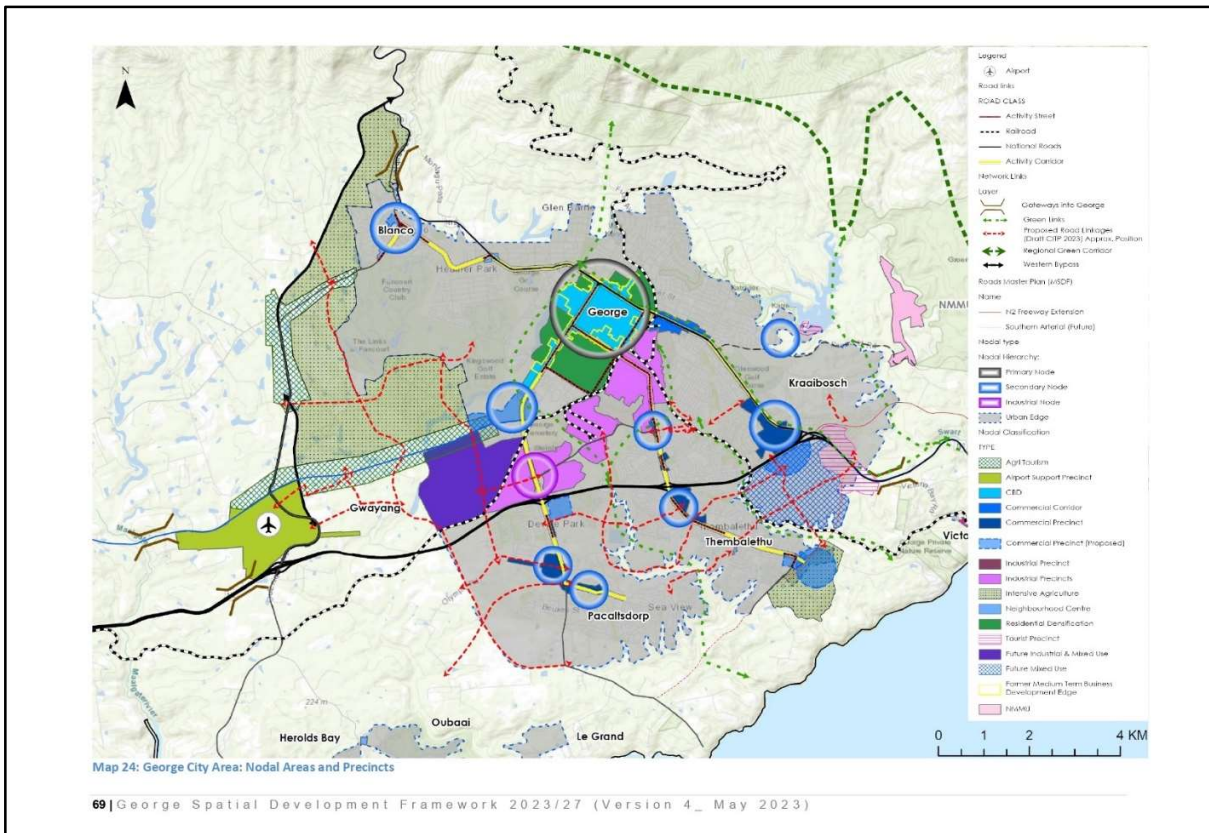 N
Legend
Airport
Road links
ROAD CLASS
Activity Street
Railroad
National Roads
Activity Corridor
Network Links
Layer
Gateways into George
Green Links
Proposed Road Linkages
(Draft CITP 2023) Approx. Position
Regional Green Corridor
Western Bypass
Roads Master Plan (MSDF)
Name
N2 Freeway Extension
Southern Arterial (Future)
Nodal type
Nodal Hierarchy:
Primary Node
Secondary Node
Industrial Node
Urban Edge
Nodal Classification
TYPE
Agri Tourism
Airport Support Precinct
CBD
Commercial Corridor
Commercial Precinct
Commercial Precinct (Proposed)
Industrial Precinct
Industrial Precincts
Intensive Agriculture
Neighbourhood Centre
Residential Densification
Tourist Precinct
Future Industrial & Mixed Use
Future Mixed Use
Former Medium Term Business
Development Edge
NMMU
Glen Barrie
Blanco
Heather Park
Fancourt
Country
Club
Golf
Course
George
NMMU
The Links
at Fancourt
Kingswood
Golf
Estate
Kraaibosch
Gwayang
Thembalethu
Victo
Pacaltsdorp
Sea View
224 m
Oubaai
Herolds Bay
Le Grand
0 1 2 4 KM
Map 24: George City Area: Nodal Areas and Precincts
69 | George Spatial Development Framework 2023/27 (Version 4_ May 2023)